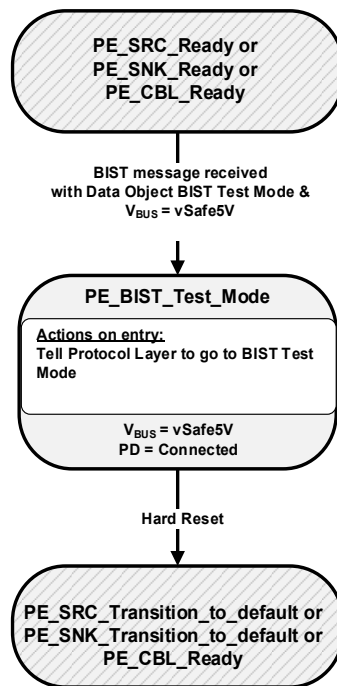 PE_SRC_Ready or
PE_SNK_Ready or
PE_CBL_Ready
BIST message received
with Data Object BIST Test Mode &
VBUS = vSafe5V
PE_BIST_Test_Mode
Actions on entry:
Tell Protocol Layer to go to BIST Test
Mode
VBUS = vSafe5V
PD = Connected
Hard Reset
PE_SRC_Transition_to_default or
PE_SNK_Transition_to_default or
PE_CBL_Ready